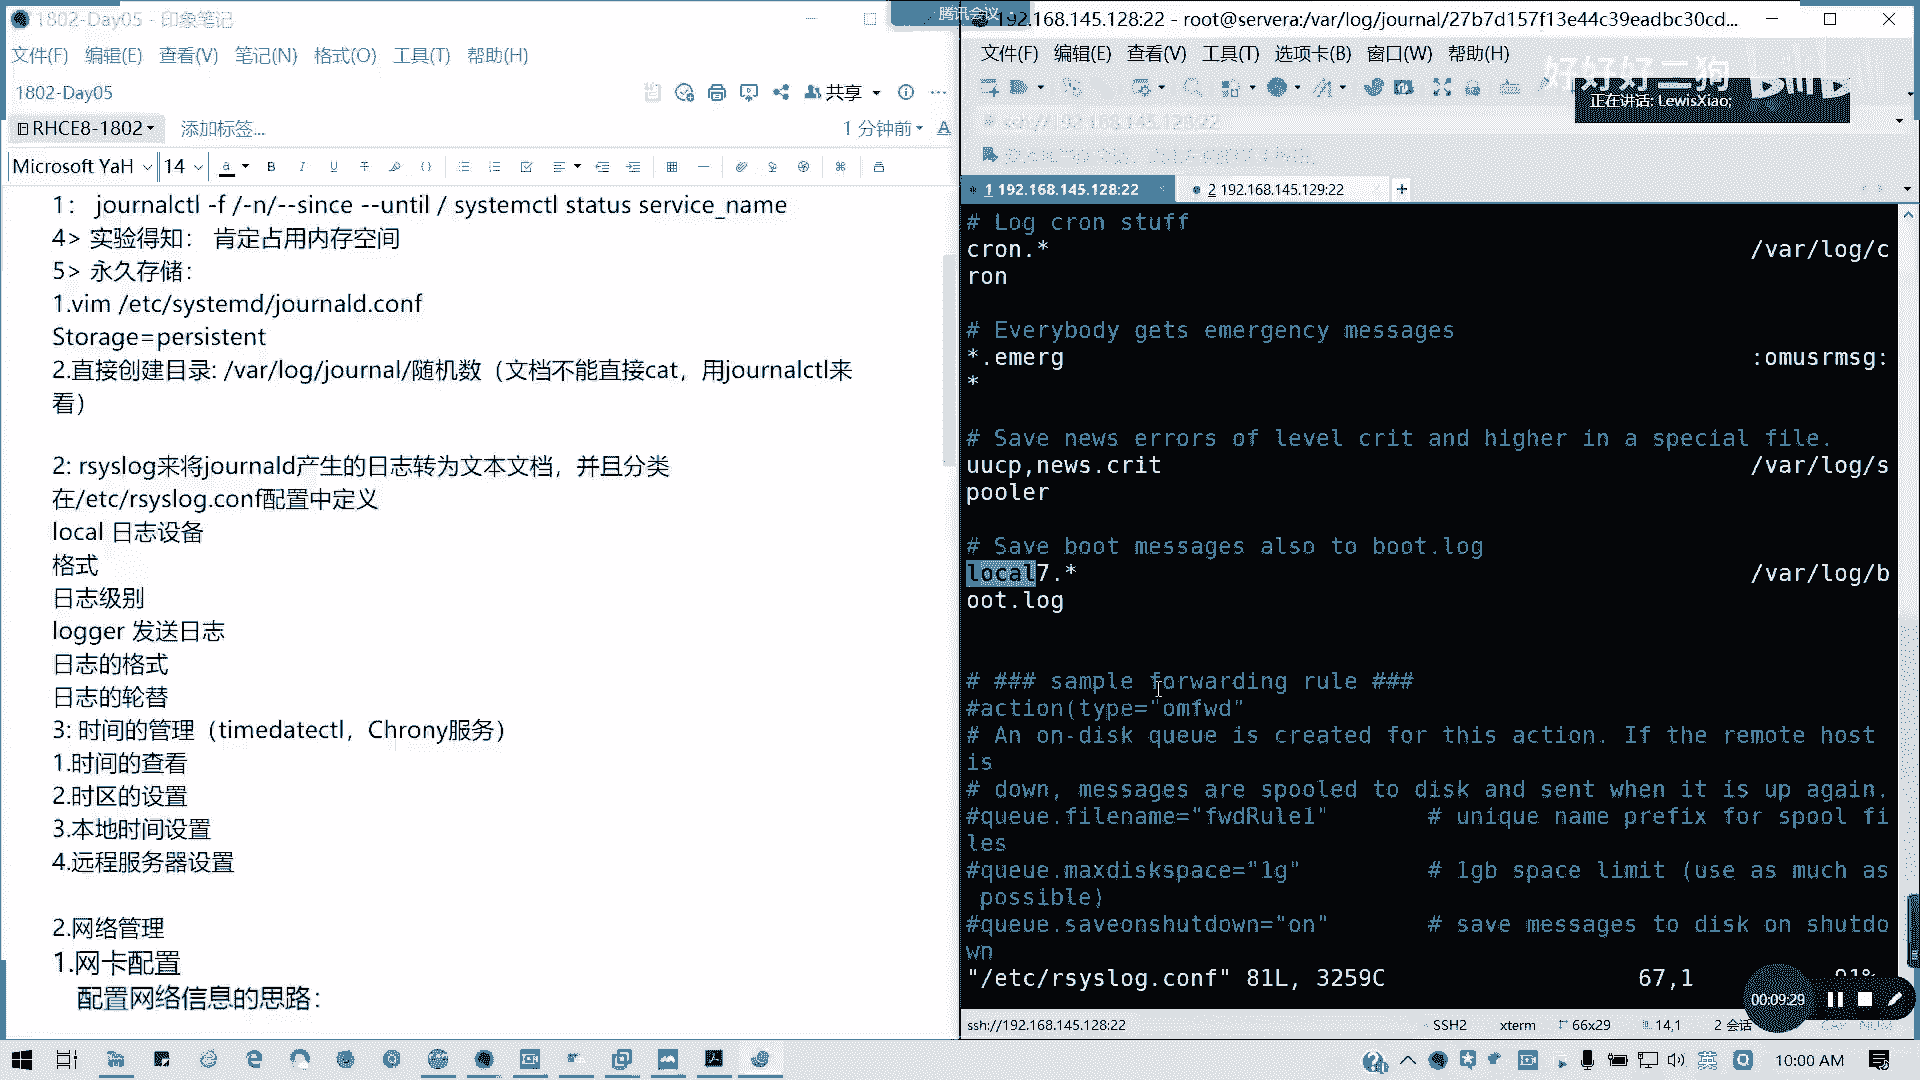 1802-Day05 - 印象笔记
文件(F) 编辑(E) 查看(V) 笔记(N) 格式(O) 工具(T) 帮助(H)
1802-Day05
共享
RHCE8-1802
添加标签...
1 分钟前
Microsoft YaH
14
1： journalctl -f /-n/--since --until / systemctl status service_name
4> 实验得知： 肯定占用内存空间
5> 永久存储：
1.vim /etc/systemd/journald.conf
Storage=persistent
2.直接创建目录: /var/log/journal/随机数（文档不能直接cat，用journalctl来
看）
2: rsyslog来将journald产生的日志转为文本文档，并且分类
在/etc/rsyslog.conf配置中定义
local 日志设备
格式
日志级别
logger 发送日志
日志的格式
日志的轮替
3: 时间的管理（timedatectl，Chrony服务）
1.时间的查看
2.时区的设置
3.本地时间设置
4.远程服务器设置
2.网络管理
1.网卡配置
配置网络信息的思路：
腾讯会议
192.168.145.128:22 - root@servera:/var/log/journal/27b7d157f13e44c39eadbc30cd...
文件(F) 编辑(E) 查看(V) 工具(T) 选项卡(B) 窗口(W) 帮助(H)
好好好二狗
正在讲话: LewisXiao;
ssh://192.168.145.128:22
1 192.168.145.128:22
2 192.168.145.129:22
# Log cron stuff
cron.* /var/log/c
ron
# Everybody gets emergency messages
*.emerg :omusrmsg:
*
# Save news errors of level crit and higher in a special file.
uucp,news.crit /var/log/s
pooler
# Save boot messages also to boot.log
local7.* /var/log/b
oot.log
# ### sample forwarding rule ###
#action(type="omfwd"
# An on-disk queue is created for this action. If the remote host
is
# down, messages are spooled to disk and sent when it is up again.
#queue.filename="fwdRule1" # unique name prefix for spool fi
les
#queue.maxdiskspace="1g" # 1gb space limit (use as much as
possible)
#queue.saveonshutdown="on" # save messages to disk on shutdo
wn
"/etc/rsyslog.conf" 81L, 3259C 67,1 91%
00:09:29
ssh://192.168.145.128:22
SSH2 xterm 66x29 14,1 2 会话
CAP NUM
英
10:00 AM